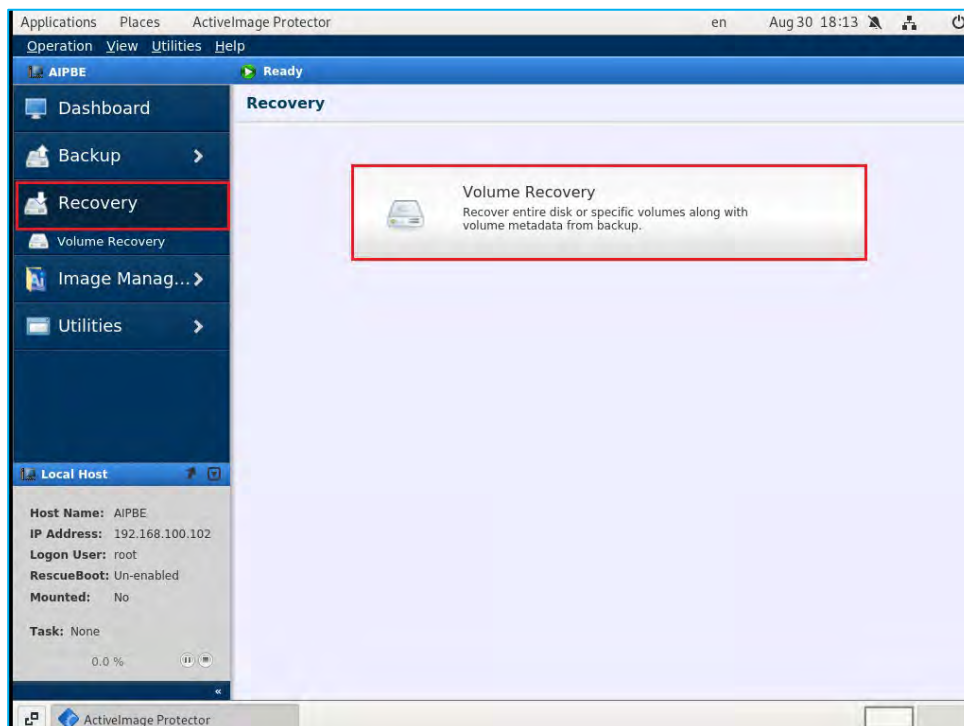 Applications Places ActiveImage Protector en Aug 30 18:13
Operation View Utilities Help
AIPBE Ready
Dashboard
Recovery
Backup
Recovery
Volume Recovery
Image Manag...
Utilities
Volume Recovery
Recover entire disk or specific volumes along with
volume metadata from backup.
Local Host
Host Name: AIPBE
IP Address: 192.168.100.102
Logon User: root
RescueBoot: Un-enabled
Mounted: No
Task: None
0.0 %
ActiveImage Protector